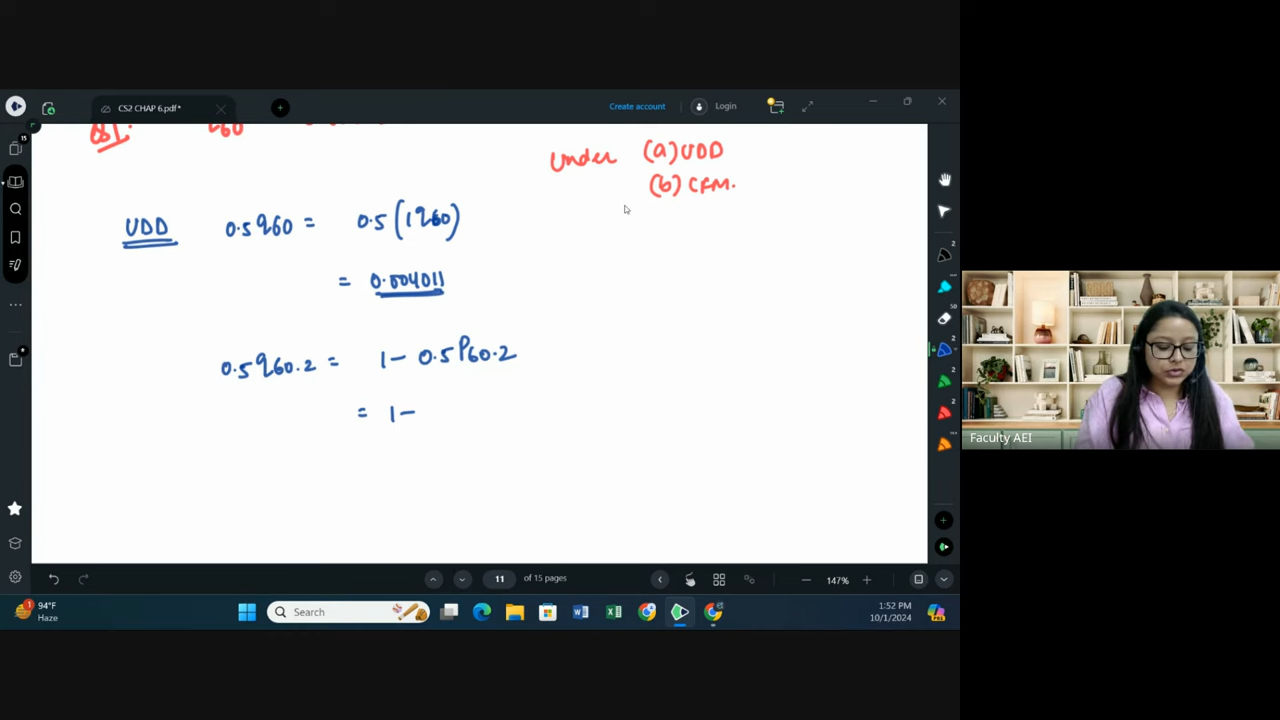 CS2 CHAP 6.pdf*
Create account
Login
15
Under (a) UDD
(b) CFM.
UDD 0.5q60 = 0.5(1q60)
= 0.004011
0.5q60.2 = 1- 0.5P60.2
= 1-
Faculty AEI
11 of 15 pages
147%
94°F
Haze
Search
1:52 PM
10/1/2024